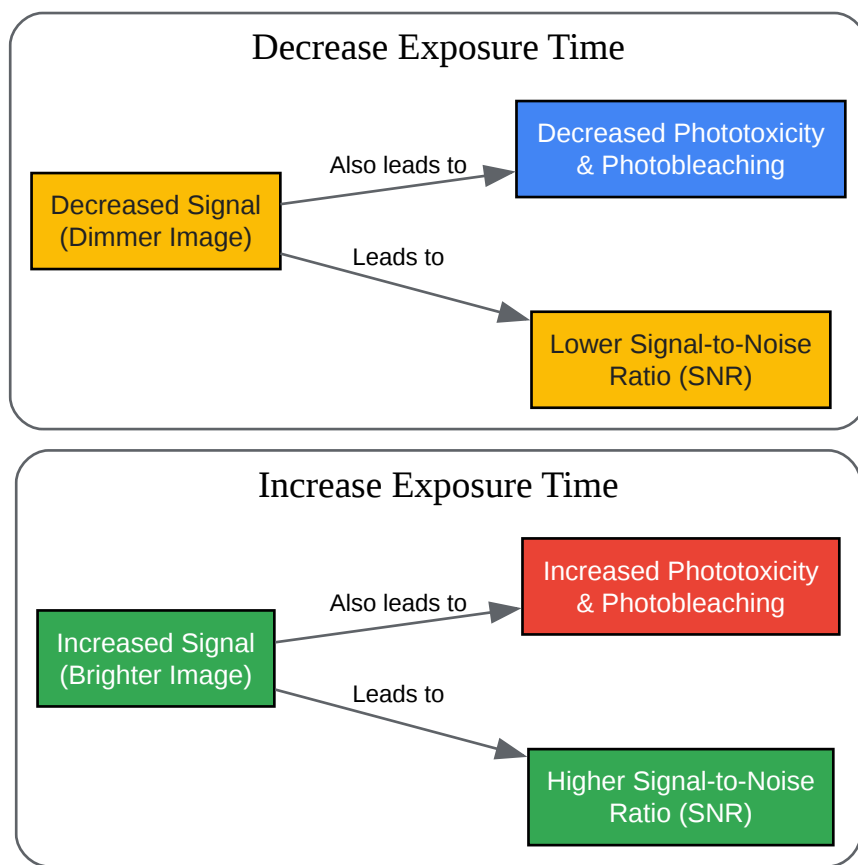 Decrease Exposure Time
Decreased Phototoxicity
& Photobleaching
Also leads to
Decreased Signal
(Dimmer Image)
Leads to
Lower Signal-to-Noise
Ratio (SNR)
Increase Exposure Time
Increased Phototoxicity
& Photobleaching
Also leads to
Increased Signal
(Brighter Image)
Leads to
Higher Signal-to-Noise
Ratio (SNR)